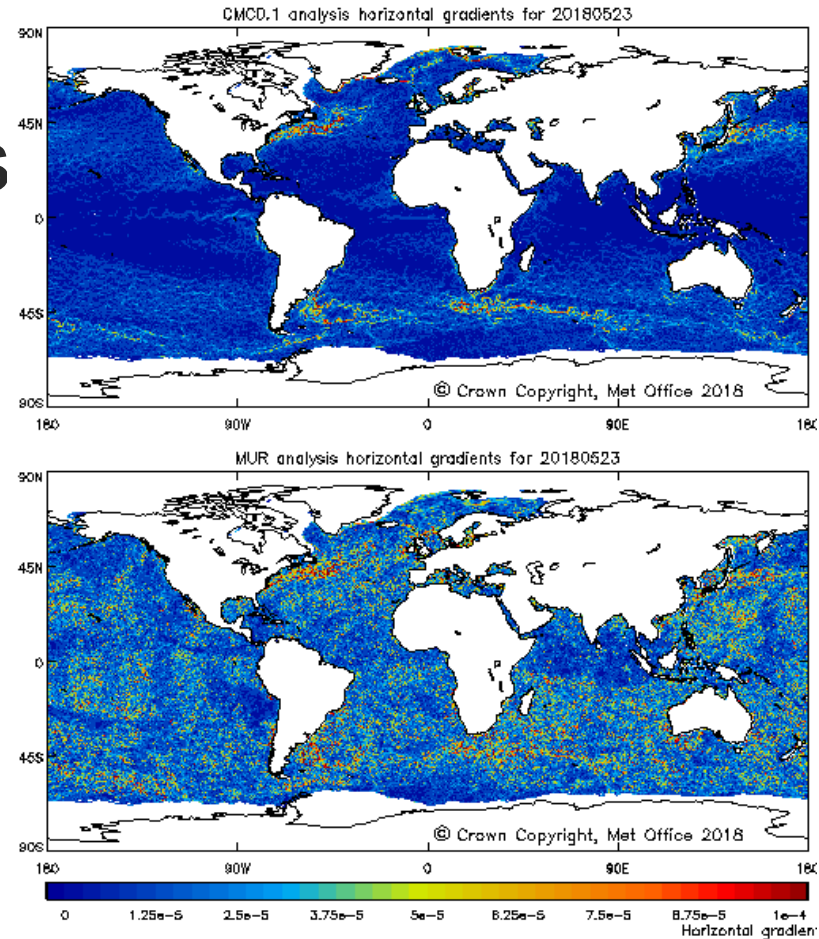 s
CMC0.1 analysis horizontal gradients for 20180523
90N
45N
0
45S
90S
© Crown Copyright, Met Office 2018
180 90W 0 90E 180
MUR analysis horizontal gradients for 20180523
90N
45N
0
45S
90S
© Crown Copyright, Met Office 2018
180 90W 0 90E 180
0 1.25e-5 2.5e-5 3.75e-5 5e-5 6.25e-5 7.5e-5 8.75e-5 1e-4
Horizontal gradient